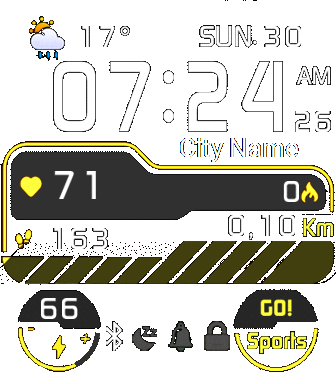 17° SUN. 30
07:24 AM
26
City Name
71 0
0,10 Km
163
66 GO!
- + Sports